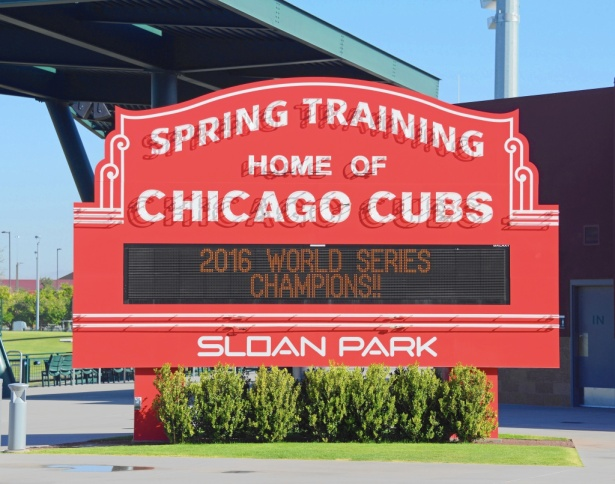 SPRING TRAINING
HOME OF
CHICAGO CUBS
2016 WORLD SERIES
CHAMPIONS!!
SLOAN PARK
IN